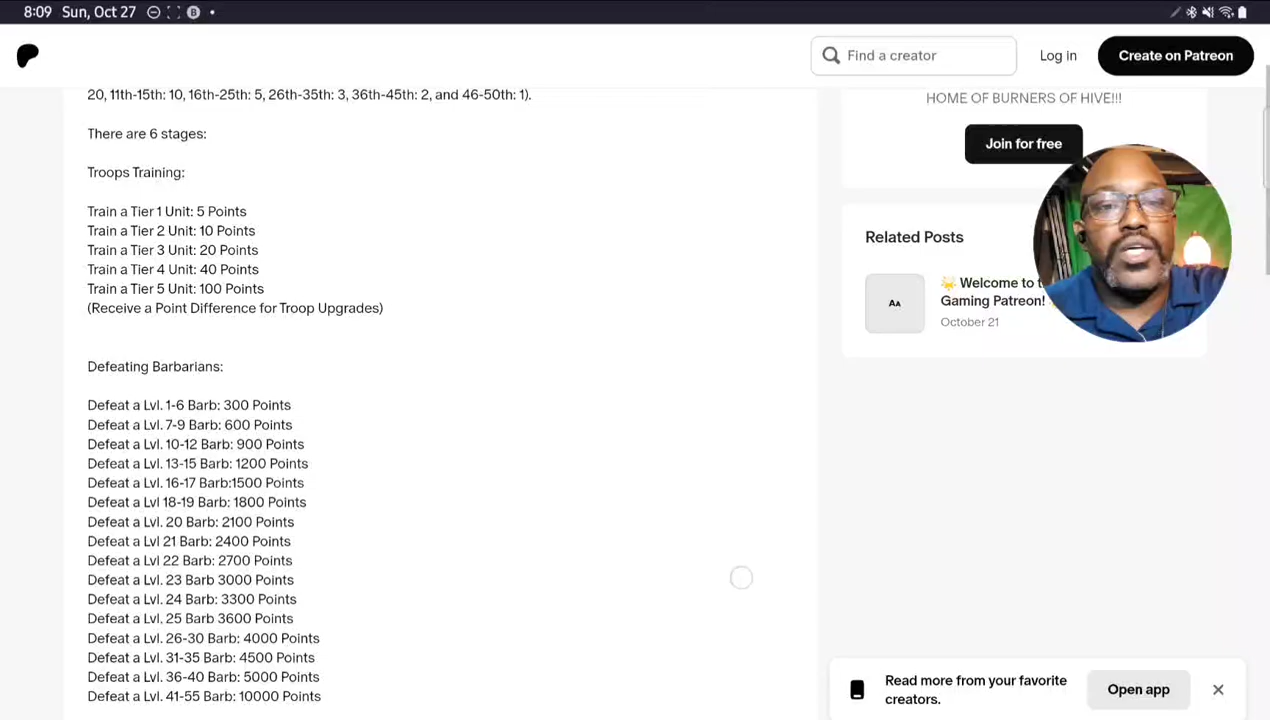 8:09 Sun, Oct 27
Find a creator
Log in
Create on Patreon
20, 11th-15th: 10, 16th-25th: 5, 26th-35th: 3, 36th-45th: 2, and 46-50th: 1).
There are 6 stages:
Troops Training:
Train a Tier 1 Unit: 5 Points
Train a Tier 2 Unit: 10 Points
Train a Tier 3 Unit: 20 Points
Train a Tier 4 Unit: 40 Points
Train a Tier 5 Unit: 100 Points
(Receive a Point Difference for Troop Upgrades)
Defeating Barbarians:
Defeat a Lvl. 1-6 Barb: 300 Points
Defeat a Lvl. 7-9 Barb: 600 Points
Defeat a Lvl. 10-12 Barb: 900 Points
Defeat a Lvl. 13-15 Barb: 1200 Points
Defeat a Lvl. 16-17 Barb:1500 Points
Defeat a Lvl 18-19 Barb: 1800 Points
Defeat a Lvl. 20 Barb: 2100 Points
Defeat a Lvl 21 Barb: 2400 Points
Defeat a Lvl 22 Barb: 2700 Points
Defeat a Lvl. 23 Barb 3000 Points
Defeat a Lvl. 24 Barb: 3300 Points
Defeat a Lvl. 25 Barb 3600 Points
Defeat a Lvl. 26-30 Barb: 4000 Points
Defeat a Lvl. 31-35 Barb: 4500 Points
Defeat a Lvl. 36-40 Barb: 5000 Points
Defeat a Lvl. 41-55 Barb: 10000 Points
HOME OF BURNERS OF HIVE!!!
Join for free
Related Posts
AA
🌟 Welcome to t
Gaming Patreon!
October 21
Read more from your favorite
creators.
Open app